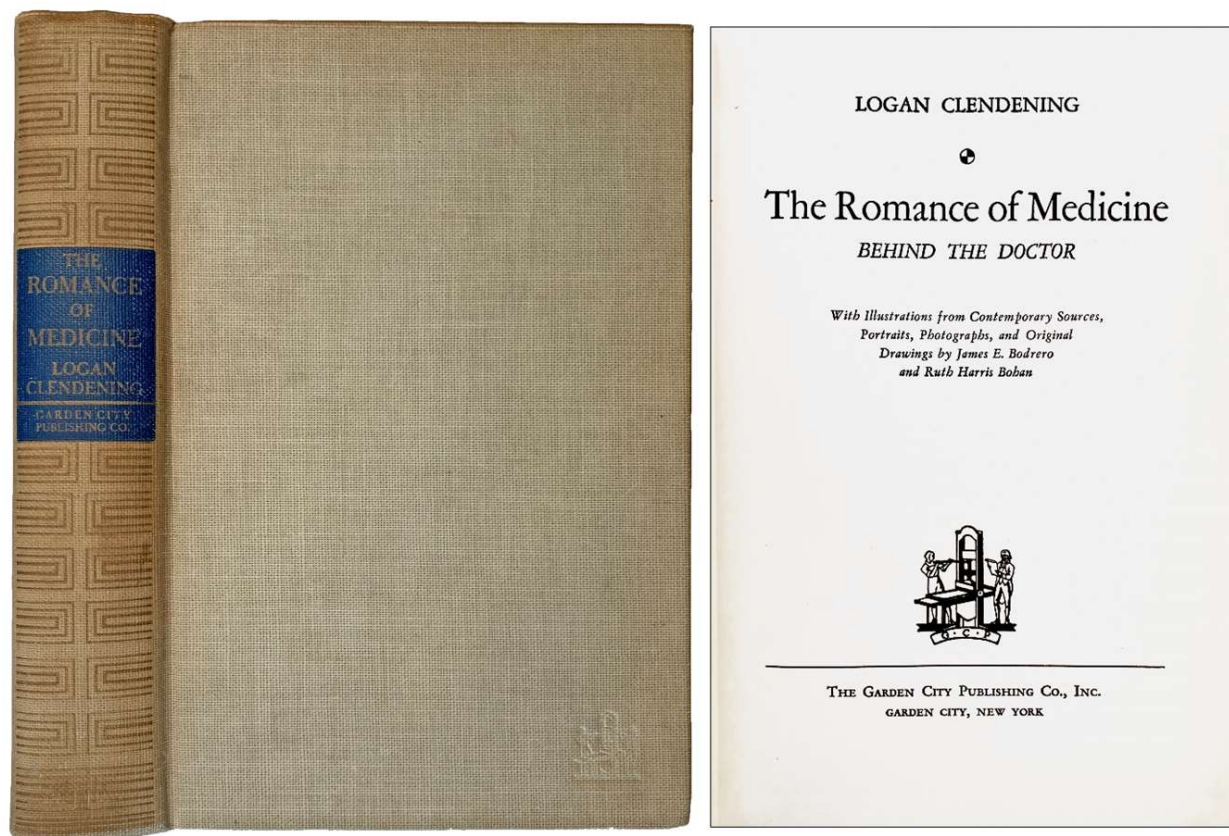 THE
ROMANCE
OF
MEDICINE
LOGAN
CLENDENING
GARDEN CITY
PUBLISHING CO.
LOGAN CLENDENING
The Romance of Medicine
BEHIND THE DOCTOR
With Illustrations from Contemporary Sources,
Portraits, Photographs, and Original
Drawings by James E. Bodrero
and Ruth Harris Bohan
G·C·P
THE GARDEN CITY PUBLISHING CO., INC.
GARDEN CITY, NEW YORK